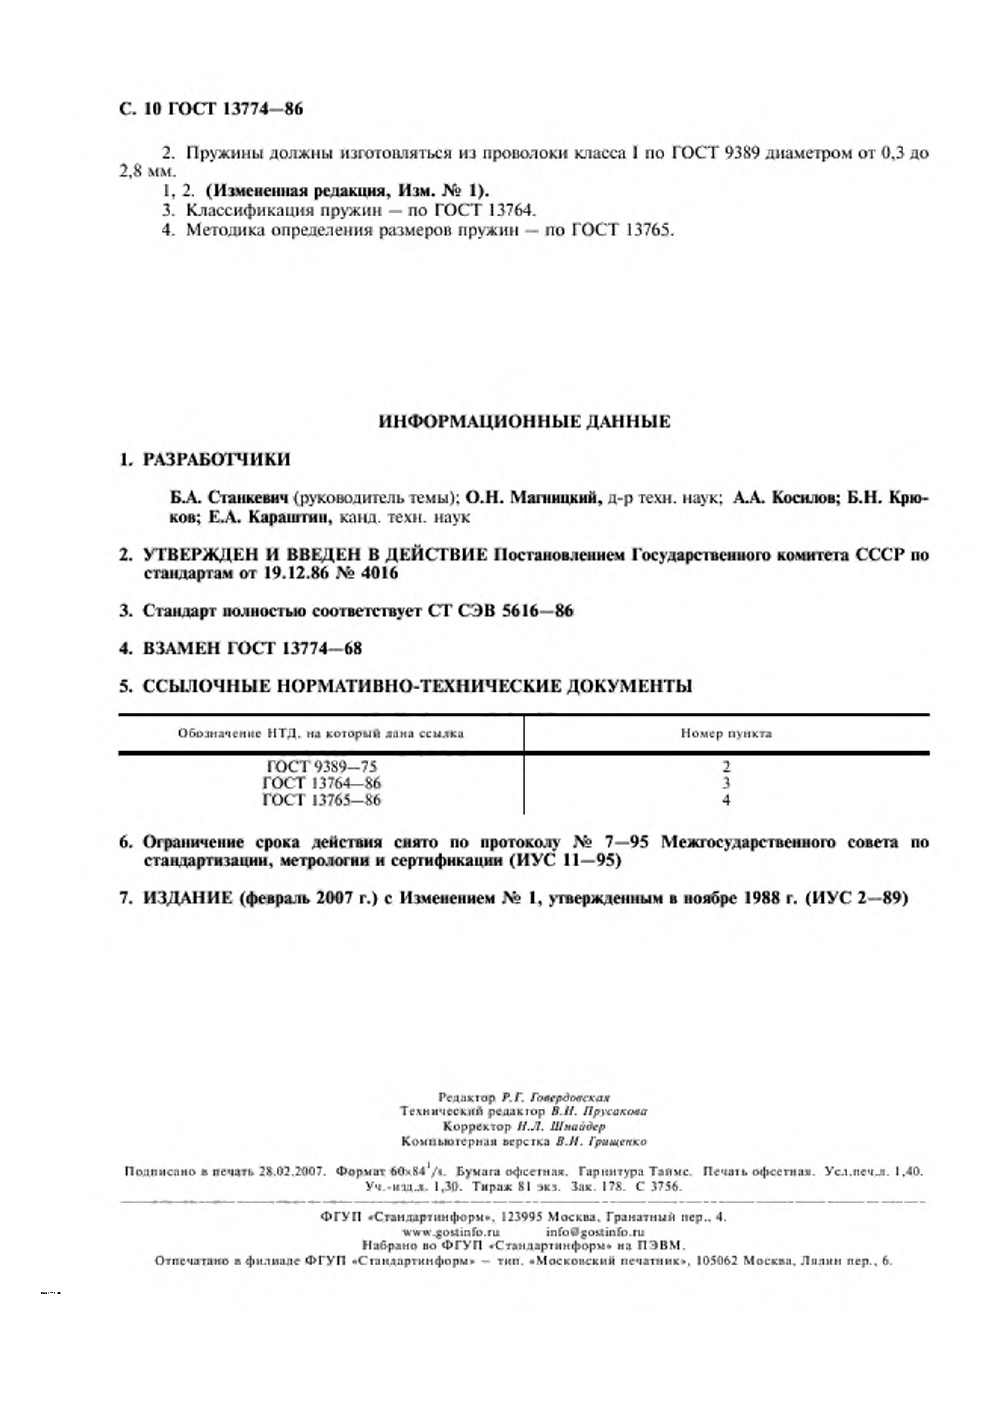 С. 10 ГОСТ 13774—86
2. Пружины должны изготовляться из проволоки класса I по ГОСТ 9389 диаметром от 0,3 до
2,8 мм.
1, 2. (Измененная редакция, Изм. № 1).
3. Классификация пружин — по ГОСТ 13764.
4. Методика определения размеров пружин — по ГОСТ 13765.
ИНФОРМАЦИОННЫЕ ДАННЫЕ
1. РАЗРАБОТЧИКИ
Б.А. Станкевич (руководитель темы); О.Н. Магницкий, д-р техн. наук; А.А. Косилов; Б.Н. Крю-
ков; Е.А. Караштин, канд. техн. наук
2. УТВЕРЖДЕН И ВВЕДЕН В ДЕЙСТВИЕ Постановлением Государственного комитета СССР по
стандартам от 19.12.86 № 4016
3. Стандарт полностью соответствует СТ СЭВ 5616—86
4. ВЗАМЕН ГОСТ 13774—68
5. ССЫЛОЧНЫЕ НОРМАТИВНО-ТЕХНИЧЕСКИЕ ДОКУМЕНТЫ
Обозначение НТД, на который дана ссылка Номер пункта
ГОСТ 9389—75 2
ГОСТ 13764—86 3
ГОСТ 13765—86 4
6. Ограничение срока действия снято по протоколу № 7—95 Межгосударственного совета по
стандартизации, метрологии и сертификации (ИУС 11—95)
7. ИЗДАНИЕ (февраль 2007 г.) с Изменением № 1, утвержденным в ноябре 1988 г. (ИУС 2—89)
Редактор Р.Г. Говердовская
Технический редактор В.Н. Прусакова
Корректор Н.Л. Шнайдер
Компьютерная верстка В.И. Грищенко
Подписано в печать 28.02.2007. Формат 60×84 1/8. Бумага офсетная. Гарнитура Таймс. Печать офсетная. Усл.печ.л. 1,40.
Уч.-изд.л. 1,30. Тираж 81 экз. Зак. 178. С 3756.
ФГУП «Стандартинформ», 123995 Москва, Гранатный пер., 4.
www.gostinfo.ru info@gostinfo.ru
Набрано во ФГУП «Стандартинформ» на ПЭВМ.
Отпечатано в филиале ФГУП «Стандартинформ» — тип. «Московский печатник», 105062 Москва, Лялин пер., 6.